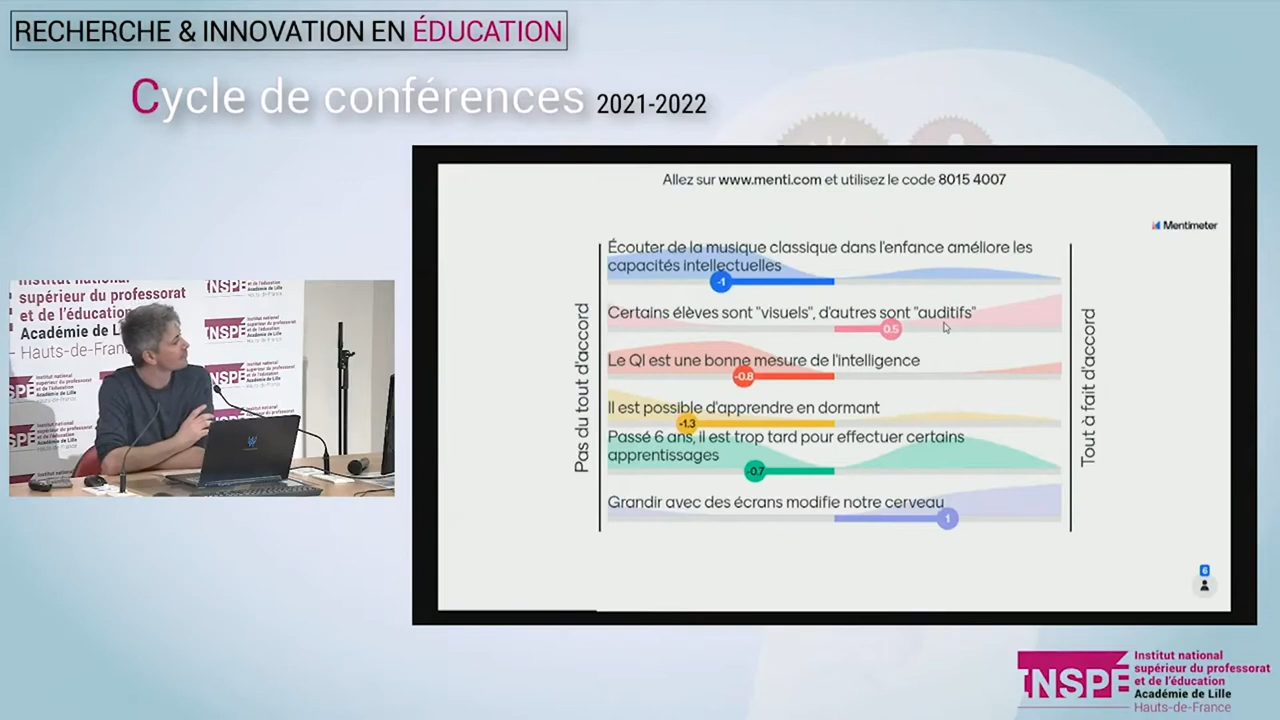 RECHERCHE & INNOVATION EN ÉDUCATION
Cycle de conférences 2021-2022
Allez sur www.menti.com et utilisez le code 8015 4007
Mentimeter
Pas du tout d'accord
Écouter de la musique classique dans l'enfance améliore les
capacités intellectuelles
-1
Certains élèves sont "visuels", d'autres sont "auditifs"
0.5
Le QI est une bonne mesure de l'intelligence
-0.8
Il est possible d'apprendre en dormant
-1.3
Passé 6 ans, il est trop tard pour effectuer certains
apprentissages
-0.7
Grandir avec des écrans modifie notre cerveau
1
Tout à fait d'accord
6
Institut national
supérieur du professorat
et de l'éducation
Académie de Lille
Hauts-de-France
INSPÉ
INSPÉ
INSPÉ
INSPÉ
Institut national
supérieur du professorat
et de l'éducation
Académie de Lille
Hauts-de-France